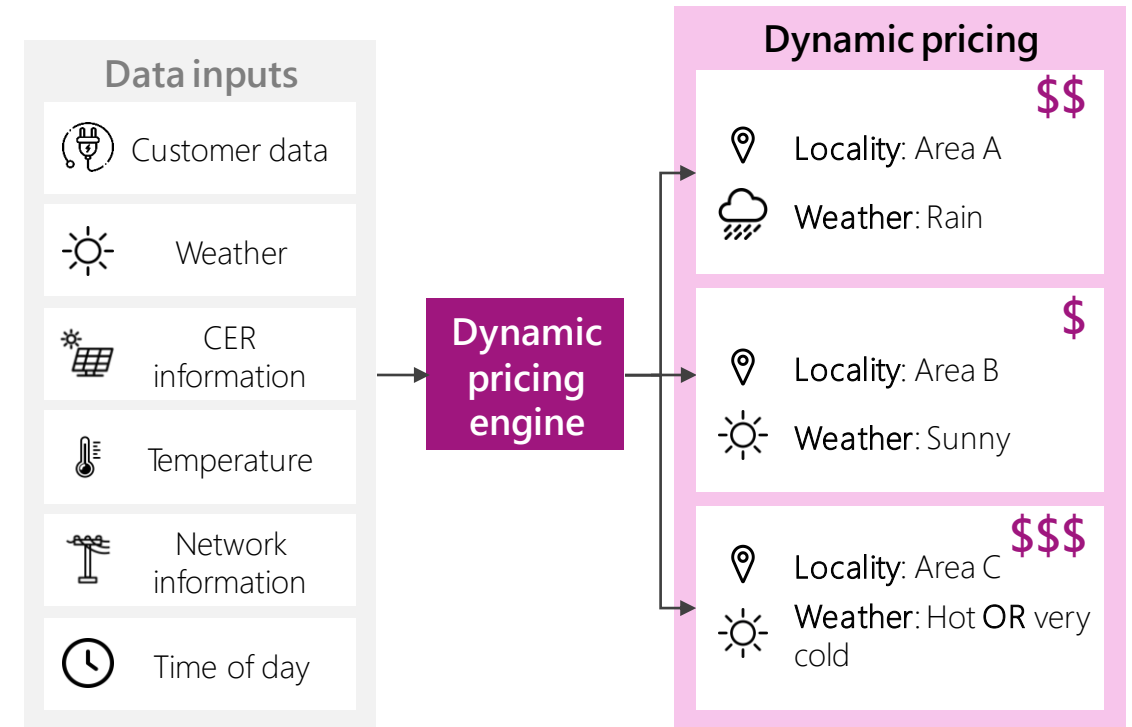 Data inputs
Customer data
Weather
CER
information
Temperature
Network
information
Time of day
Dynamic
pricing
engine
Dynamic pricing
$$
Locality: Area A
Weather: Rain
$
Locality: Area B
Weather: Sunny
$$$
Locality: Area C
Weather: Hot OR very
cold